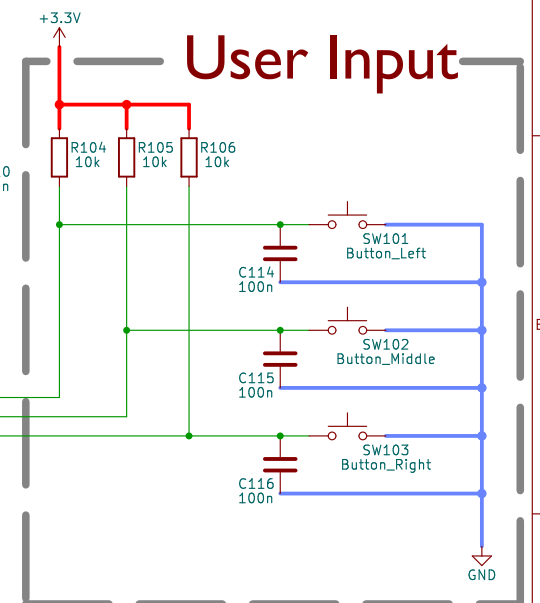 +3.3V
User Input
R104
10k
R105
10k
R106
10k
0
n
SW101
Button_Left
C114
100n
SW102
Button_Middle
C115
100n
SW103
Button_Right
C116
100n
GND